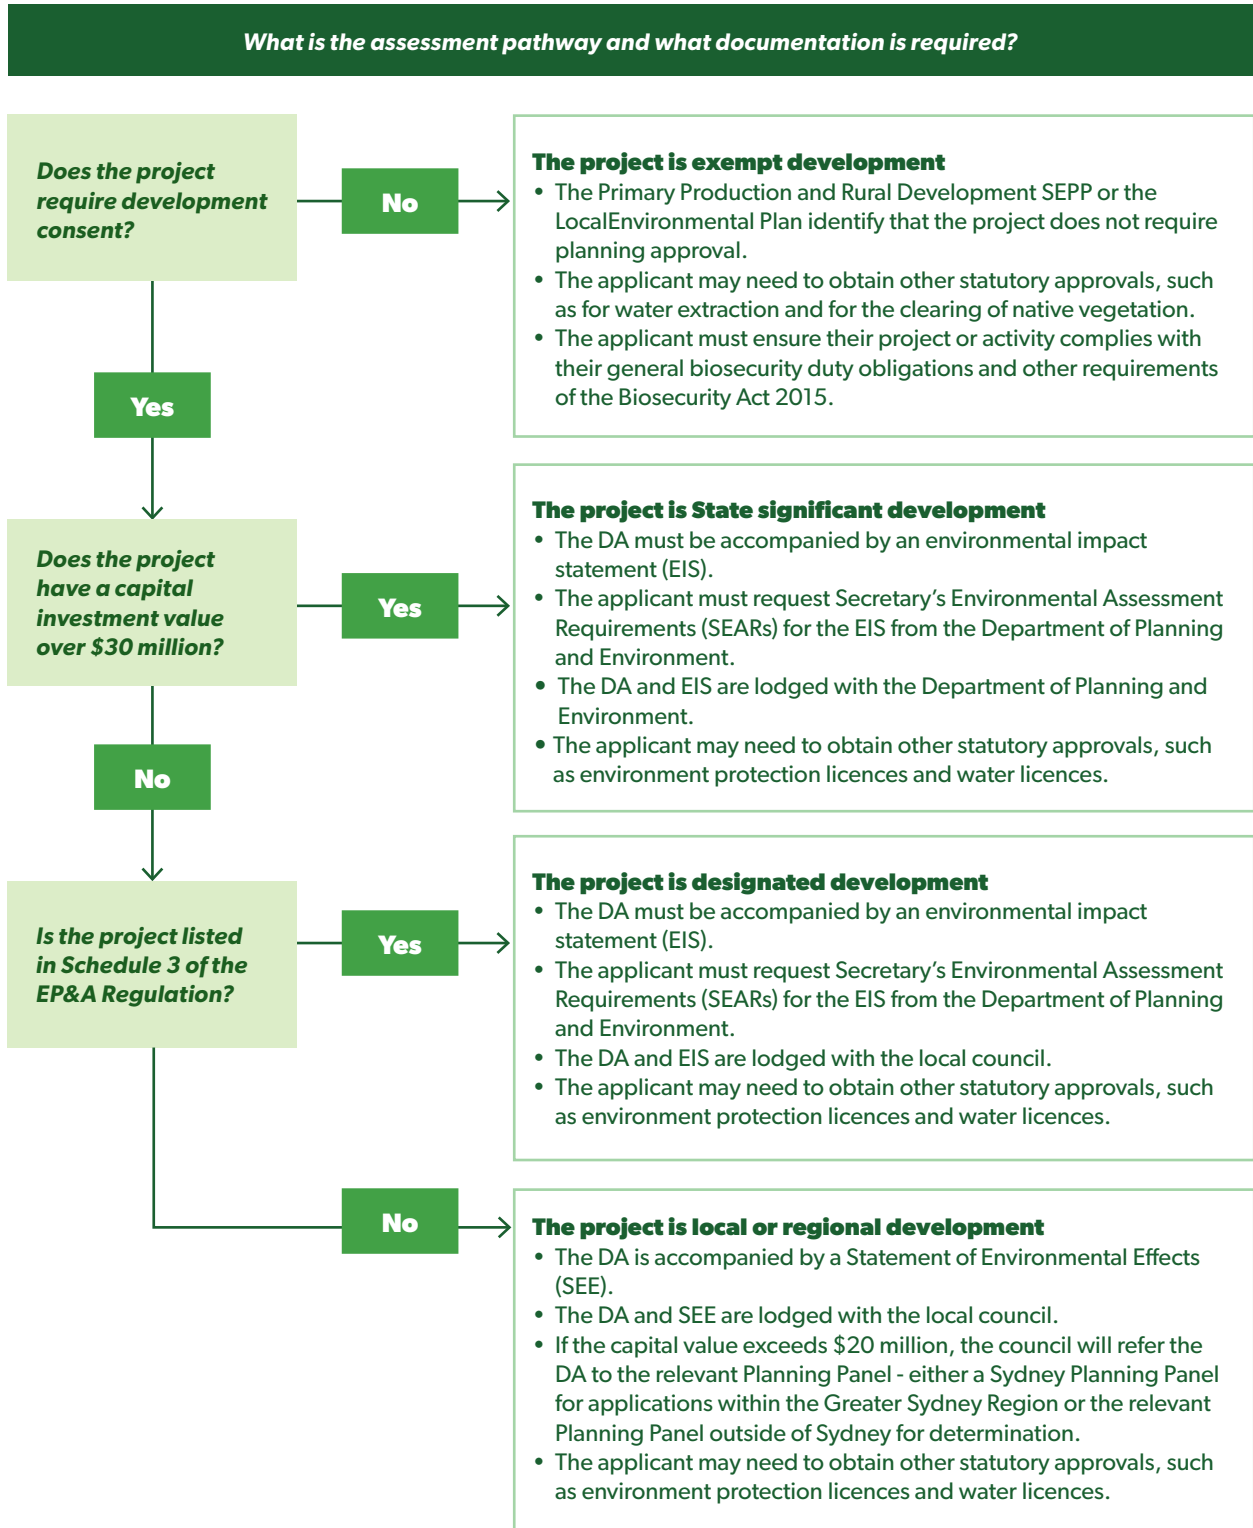 What is the assessment pathway and what documentation is required?
Does the project
require development
consent?
No
The project is exempt development
• The Primary Production and Rural Development SEPP or the
LocalEnvironmental Plan identify that the project does not require
planning approval.
• The applicant may need to obtain other statutory approvals, such
as for water extraction and for the clearing of native vegetation.
• The applicant must ensure their project or activity complies with
their general biosecurity duty obligations and other requirements
of the Biosecurity Act 2015.
Yes
Does the project
have a capital
investment value
over $30 million?
Yes
The project is State significant development
• The DA must be accompanied by an environmental impact
statement (EIS).
• The applicant must request Secretary’s Environmental Assessment
Requirements (SEARs) for the EIS from the Department of Planning
and Environment.
• The DA and EIS are lodged with the Department of Planning and
Environment.
• The applicant may need to obtain other statutory approvals, such
as environment protection licences and water licences.
No
Is the project listed
in Schedule 3 of the
EP&A Regulation?
Yes
The project is designated development
• The DA must be accompanied by an environmental impact
statement (EIS).
• The applicant must request Secretary’s Environmental Assessment
Requirements (SEARs) for the EIS from the Department of Planning
and Environment.
• The DA and EIS are lodged with the local council.
• The applicant may need to obtain other statutory approvals, such
as environment protection licences and water licences.
No
The project is local or regional development
• The DA is accompanied by a Statement of Environmental Effects
(SEE).
• The DA and SEE are lodged with the local council.
• If the capital value exceeds $20 million, the council will refer the
DA to the relevant Planning Panel - either a Sydney Planning Panel
for applications within the Greater Sydney Region or the relevant
Planning Panel outside of Sydney for determination.
• The applicant may need to obtain other statutory approvals, such
as environment protection licences and water licences.